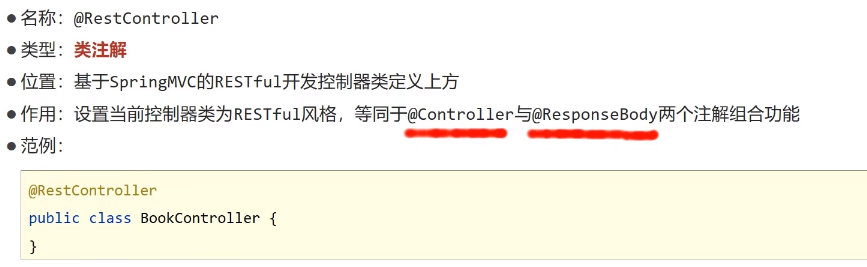 ● 名称：@RestController
● 类型：类注解
● 位置：基于SpringMVC的RESTful开发控制器类定义上方
● 作用：设置当前控制器类为RESTful风格，等同于@Controller与@ResponseBody两个注解组合功能
● 范例：
@RestController
public class BookController {
}